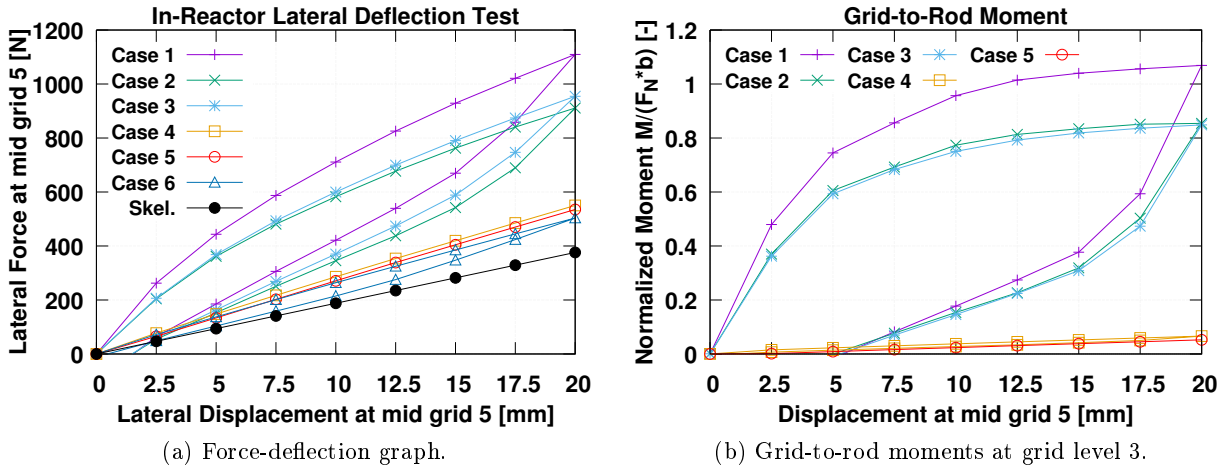 In-Reactor Lateral Deflection Test
Lateral Force at mid grid 5 [N]
1200
1000
800
600
400
200
0
Case 1
Case 2
Case 3
Case 4
Case 5
Case 6
Skel.
0 2.5 5 7.5 10 12.5 15 17.5 20
Lateral Displacement at mid grid 5 [mm]
(a) Force-deflection graph.
Grid-to-Rod Moment
Normalized Moment M/(F_N*b) [-]
1.2
1
0.8
0.6
0.4
0.2
0
Case 1 Case 3 Case 5
Case 2 Case 4
0 2.5 5 7.5 10 12.5 15 17.5 20
Displacement at mid grid 5 [mm]
(b) Grid-to-rod moments at grid level 3.